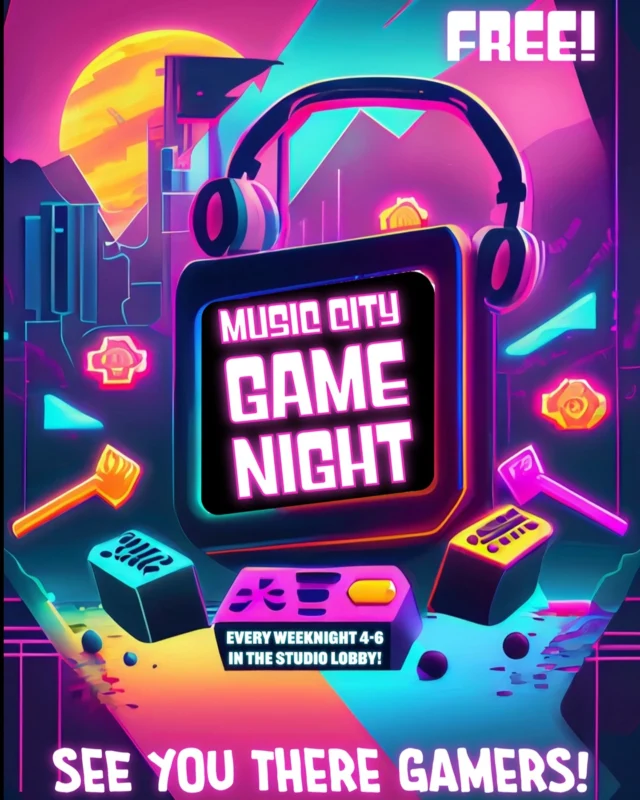 FREE!
MUSIC CITY
GAME
NIGHT
EVERY WEEKNIGHT 4-6
IN THE STUDIO LOBBY!
SEE YOU THERE GAMERS!